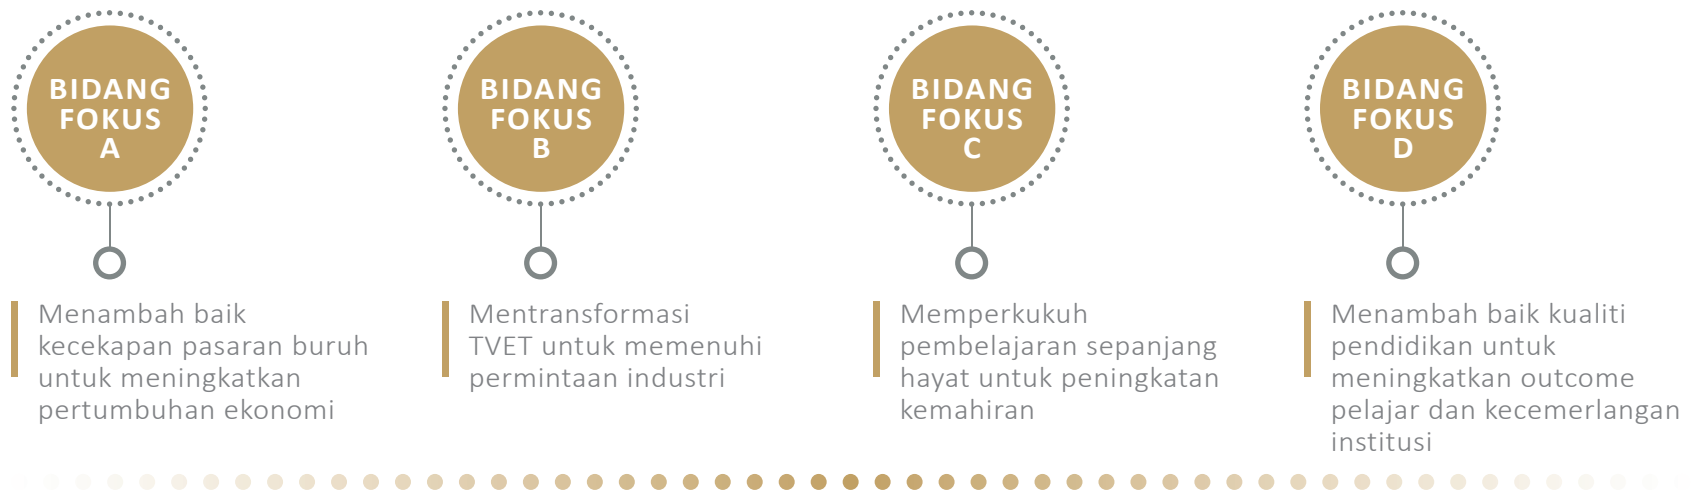 BIDANG
FOKUS
A
Menambah baik
kecekapan pasaran buruh
untuk meningkatkan
pertumbuhan ekonomi
BIDANG
FOKUS
B
Mentransformasi
TVET untuk memenuhi
permintaan industri
BIDANG
FOKUS
C
Memperkukuh
pembelajaran sepanjang
hayat untuk peningkatan
kemahiran
BIDANG
FOKUS
D
Menambah baik kualiti
pendidikan untuk
meningkatkan outcome
pelajar dan kecemerlangan
institusi